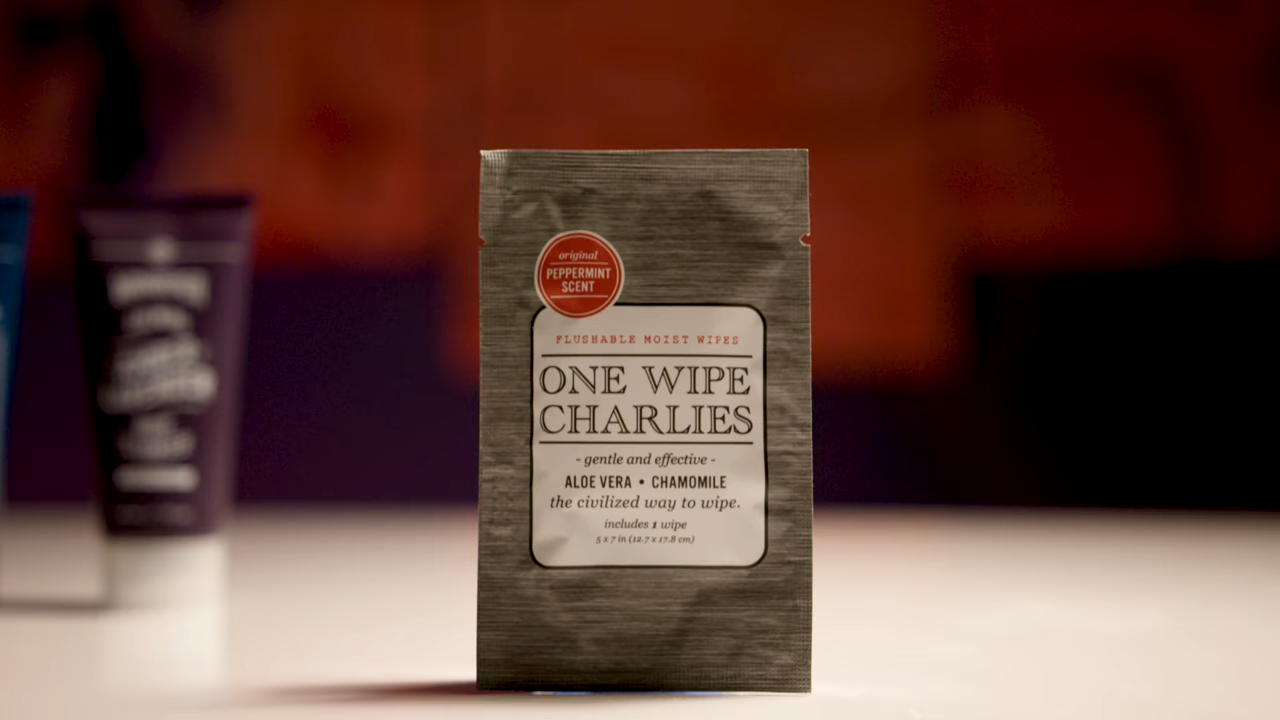 original
PEPPERMINT
SCENT
FLUSHABLE MOIST WIPES
ONE WIPE
CHARLIES
- gentle and effective -
ALOE VERA • CHAMOMILE
the civilized way to wipe.
includes 1 wipe
5 x 7 in (12.7 x 17.8 cm)